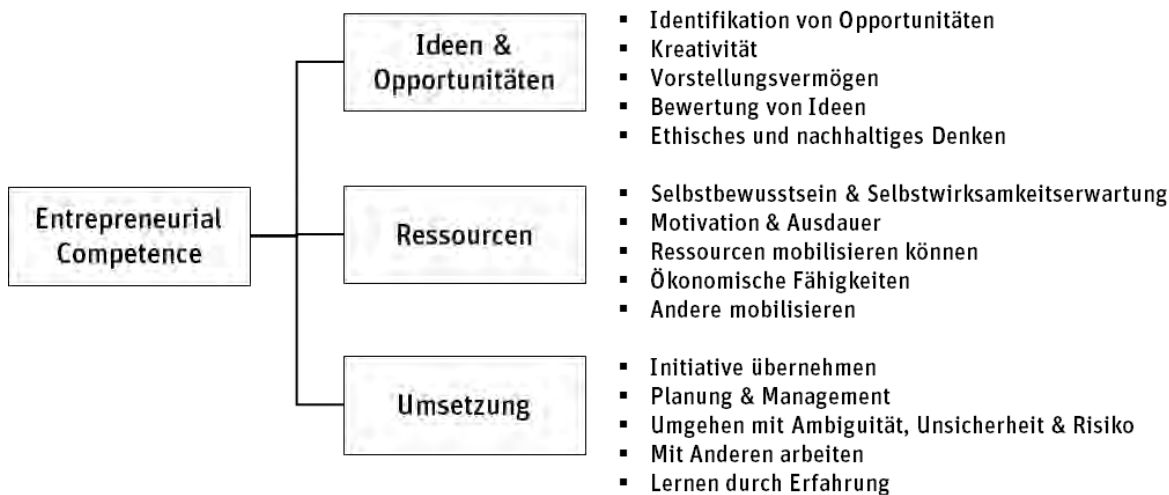 Entrepreneurial
Competence
Ideen &
Opportunitäten
▪ Identifikation von Opportunitäten
▪ Kreativität
▪ Vorstellungsvermögen
▪ Bewertung von Ideen
▪ Ethisches und nachhaltiges Denken
Ressourcen
▪ Selbstbewusstsein & Selbstwirksamkeitserwartung
▪ Motivation & Ausdauer
▪ Ressourcen mobilisieren können
▪ Ökonomische Fähigkeiten
▪ Andere mobilisieren
Umsetzung
▪ Initiative übernehmen
▪ Planung & Management
▪ Umgehen mit Ambiguität, Unsicherheit & Risiko
▪ Mit Anderen arbeiten
▪ Lernen durch Erfahrung